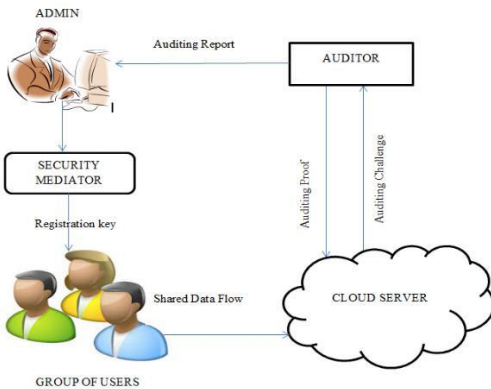 ADMIN
Auditing Report
AUDITOR
SECURITY
MEDIATOR
Auditing Proof
Auditing Challenge
Registration key
Shared Data Flow
CLOUD SERVER
GROUP OF USERS